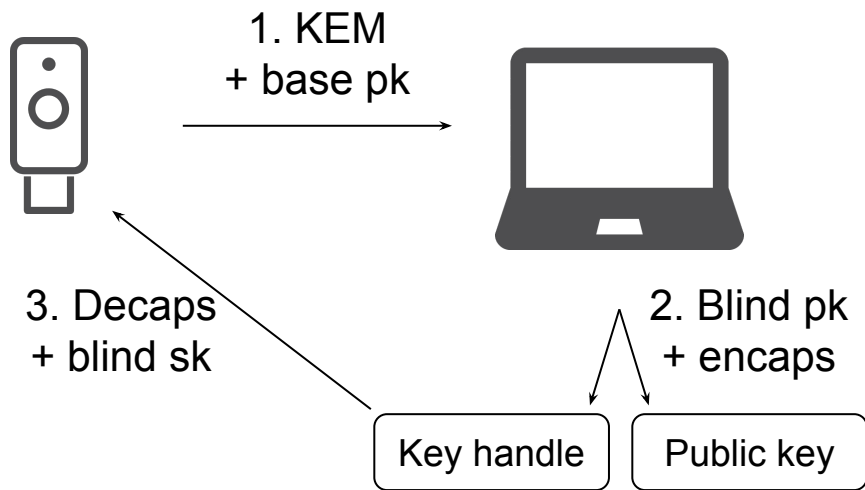 1. KEM
+ base pk
3. Decaps
+ blind sk
2. Blind pk
+ encaps
Key handle
Public key